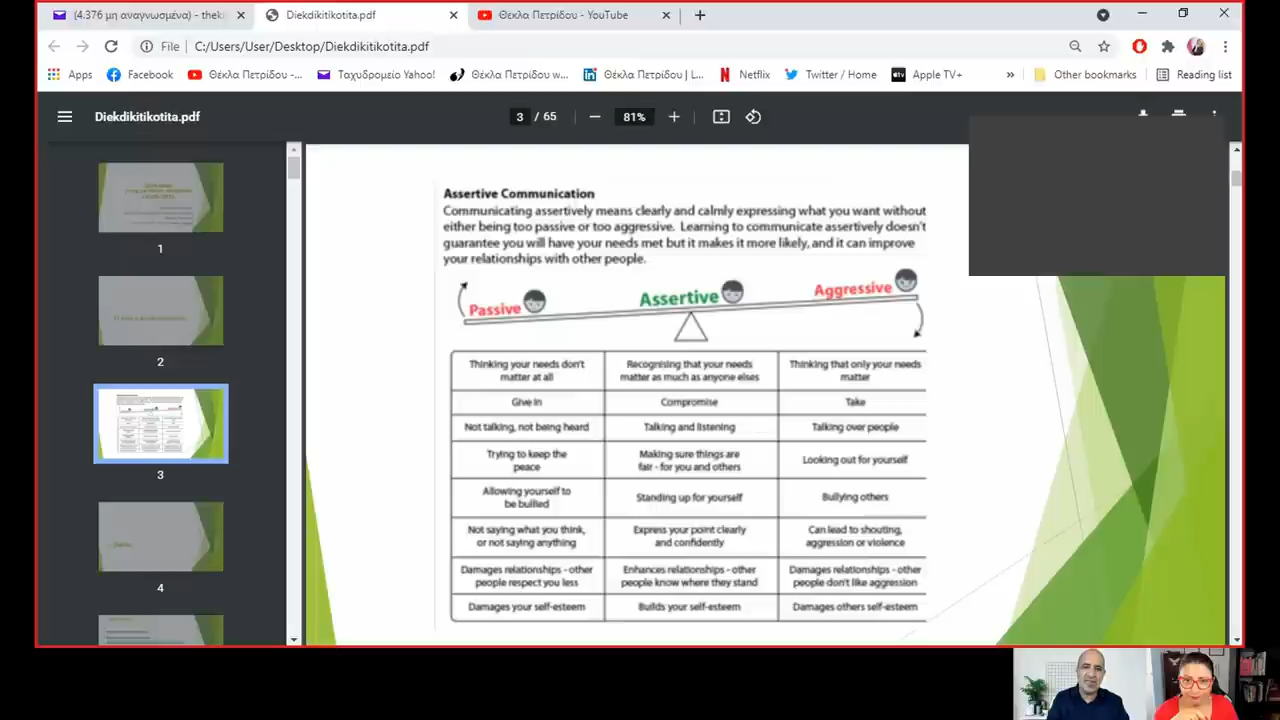 (4.376 μη αναγνωσμένα) - theki
Diekdikitikotita.pdf
Θέκλα Πετρίδου - YouTube
File
C:/Users/User/Desktop/Diekdikitikotita.pdf
Apps
Facebook
Θέκλα Πετρίδου -...
Ταχυδρομείο Yahoo!
Θέκλα Πετρίδου w...
Θέκλα Πετρίδου | L...
Netflix
Twitter / Home
Apple TV+
»
Other bookmarks
Reading list
Diekdikitikotita.pdf
3 / 65
81%
1
2
3
4
Assertive Communication
Communicating assertively means clearly and calmly expressing what you want without
either being too passive or too aggressive. Learning to communicate assertively doesn't
guarantee you will have your needs met but it makes it more likely, and it can improve
your relationships with other people.
Passive
Assertive
Aggressive
Thinking your needs don't
matter at all
Recognising that your needs
matter as much as anyone elses
Thinking that only your needs
matter
Give in
Compromise
Take
Not talking, not being heard
Talking and listening
Talking over people
Trying to keep the
peace
Making sure things are
fair - for you and others
Looking out for yourself
Allowing yourself to
be bullied
Standing up for yourself
Bullying others
Not saying what you think,
or not saying anything
Express your point clearly
and confidently
Can lead to shouting,
aggression or violence
Damages relationships - other
people respect you less
Enhances relationships - other
people know where they stand
Damages relationships - other
people don't like aggression
Damages your self-esteem
Builds your self-esteem
Damages others self-esteem